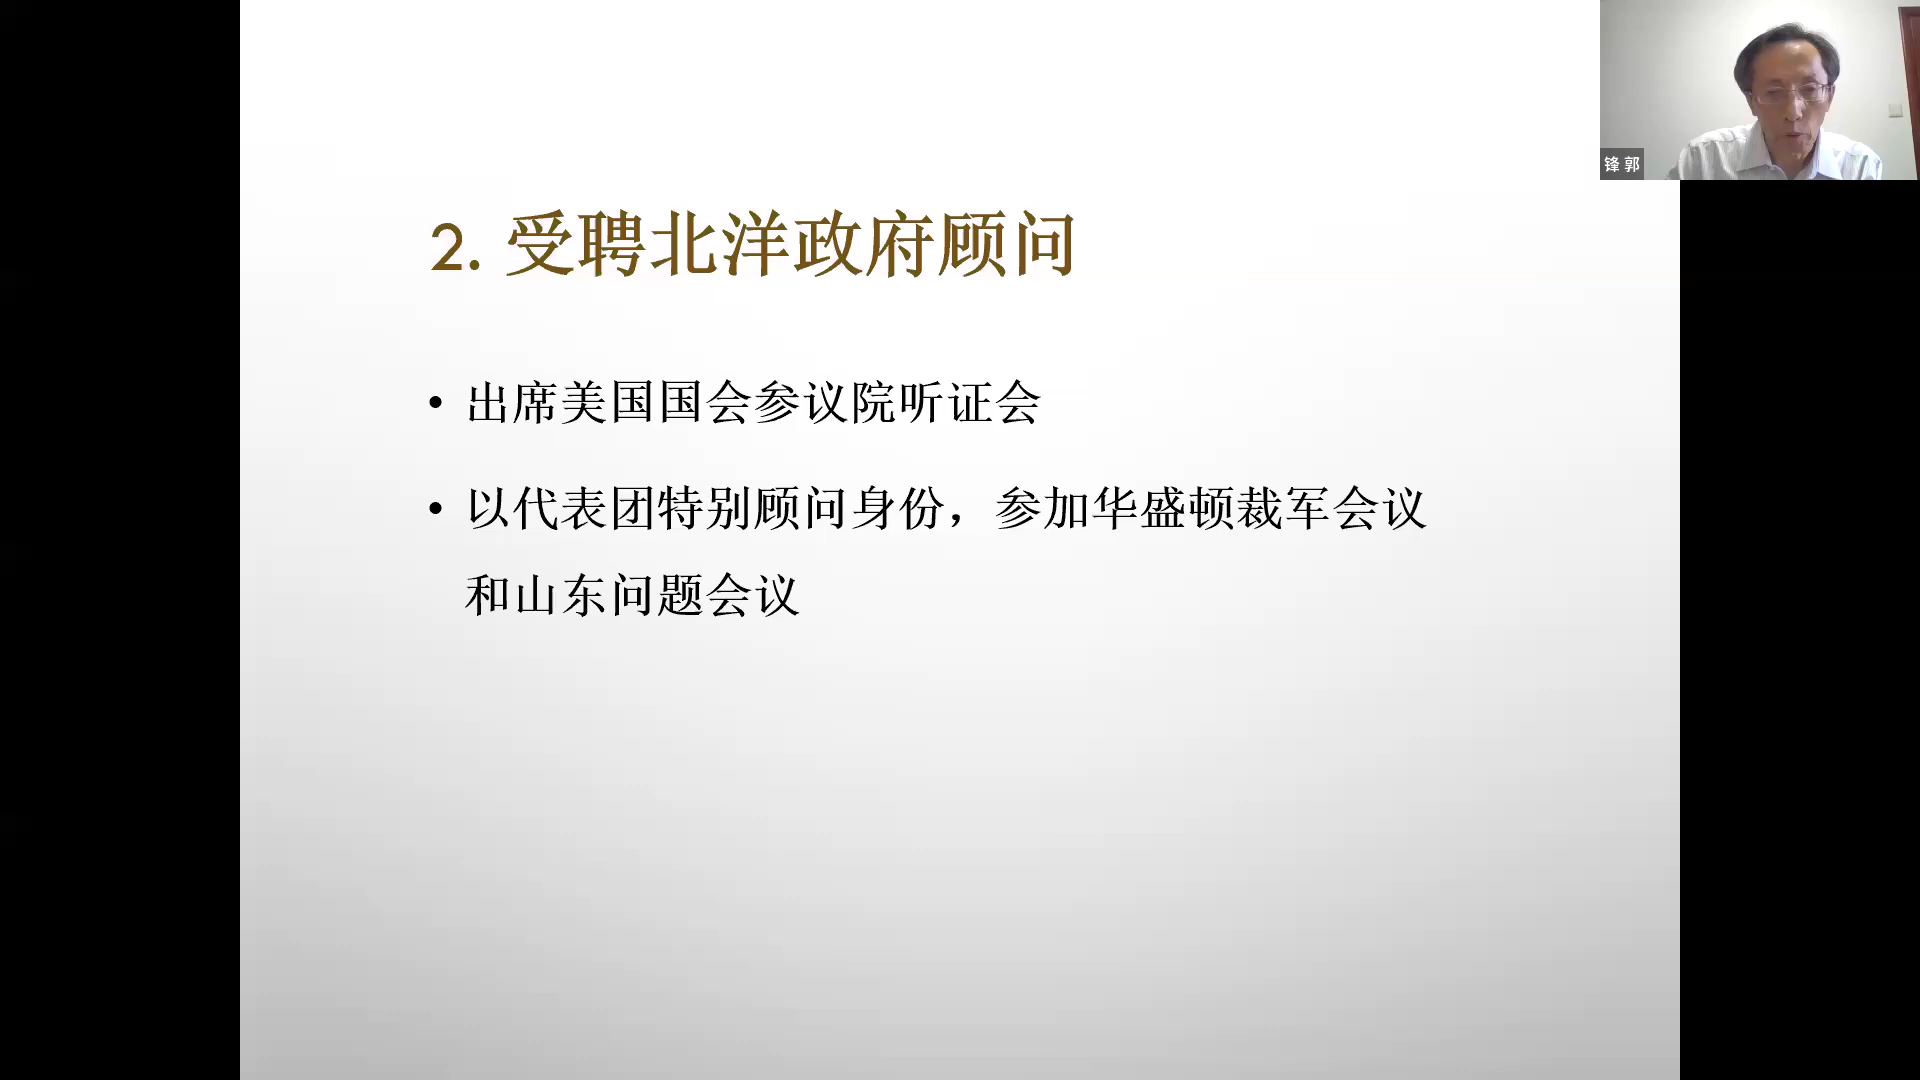 2. 受聘北洋政府顾问
• 出席美国国会参议院听证会
• 以代表团特别顾问身份，参加华盛顿裁军会议
和山东问题会议
锋 郭